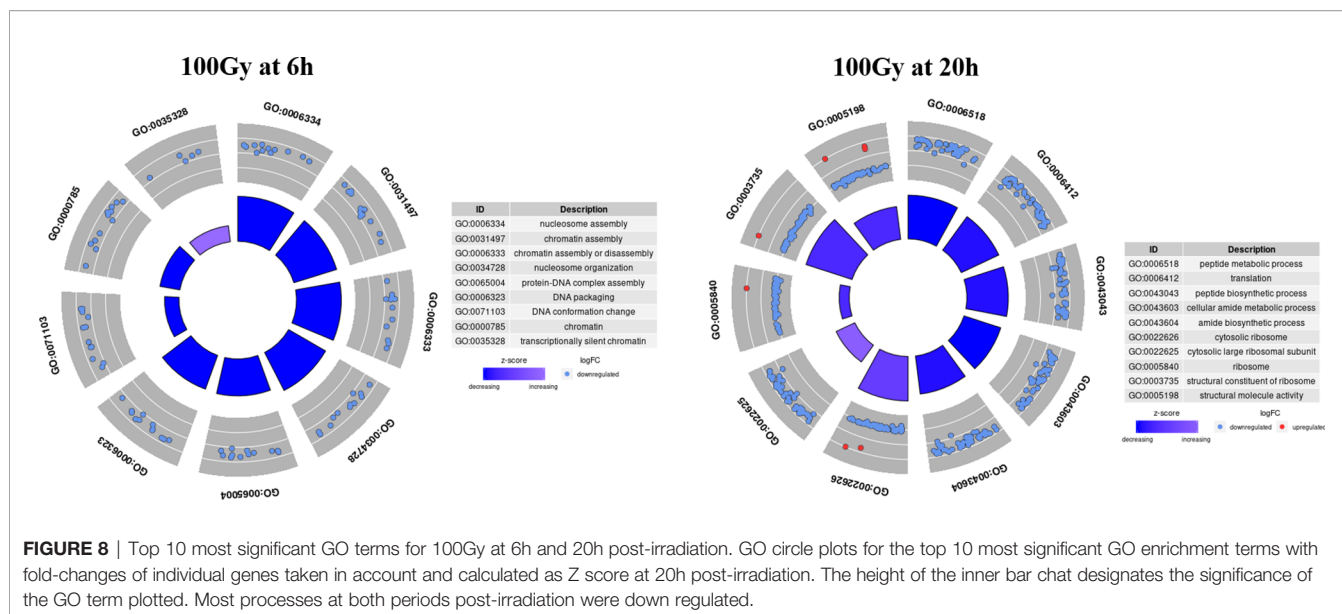 100Gy at 6h
GO:0006334
GO:0031497
GO:0006333
GO:0034728
GO:0065004
GO:0006323
GO:0071103
GO:0000785
GO:0035328
ID Description
GO:0006334 nucleosome assembly
GO:0031497 chromatin assembly
GO:0006333 chromatin assembly or disassembly
GO:0034728 nucleosome organization
GO:0065004 protein-DNA complex assembly
GO:0006323 DNA packaging
GO:0071103 DNA conformation change
GO:0000785 chromatin
GO:0035328 transcriptionally silent chromatin
z-score logFC
downregulated
decreasing increasing
100Gy at 20h
GO:0006518
GO:0006412
GO:0043043
GO:0043603
GO:0043604
GO:0022626
GO:0022625
GO:0005840
GO:0003735
GO:0005198
ID Description
GO:0006518 peptide metabolic process
GO:0006412 translation
GO:0043043 peptide biosynthetic process
GO:0043603 cellular amide metabolic process
GO:0043604 amide biosynthetic process
GO:0022626 cytosolic ribosome
GO:0022625 cytosolic large ribosomal subunit
GO:0005840 ribosome
GO:0003735 structural constituent of ribosome
GO:0005198 structural molecule activity
z-score logFC
downregulated upregulate
decreasing increasing
FIGURE 8 | Top 10 most significant GO terms for 100Gy at 6h and 20h post-irradiation. GO circle plots for the top 10 most significant GO enrichment terms with
fold-changes of individual genes taken in account and calculated as Z score at 20h post-irradiation. The height of the inner bar chat designates the significance of
the GO term plotted. Most processes at both periods post-irradiation were down regulated.